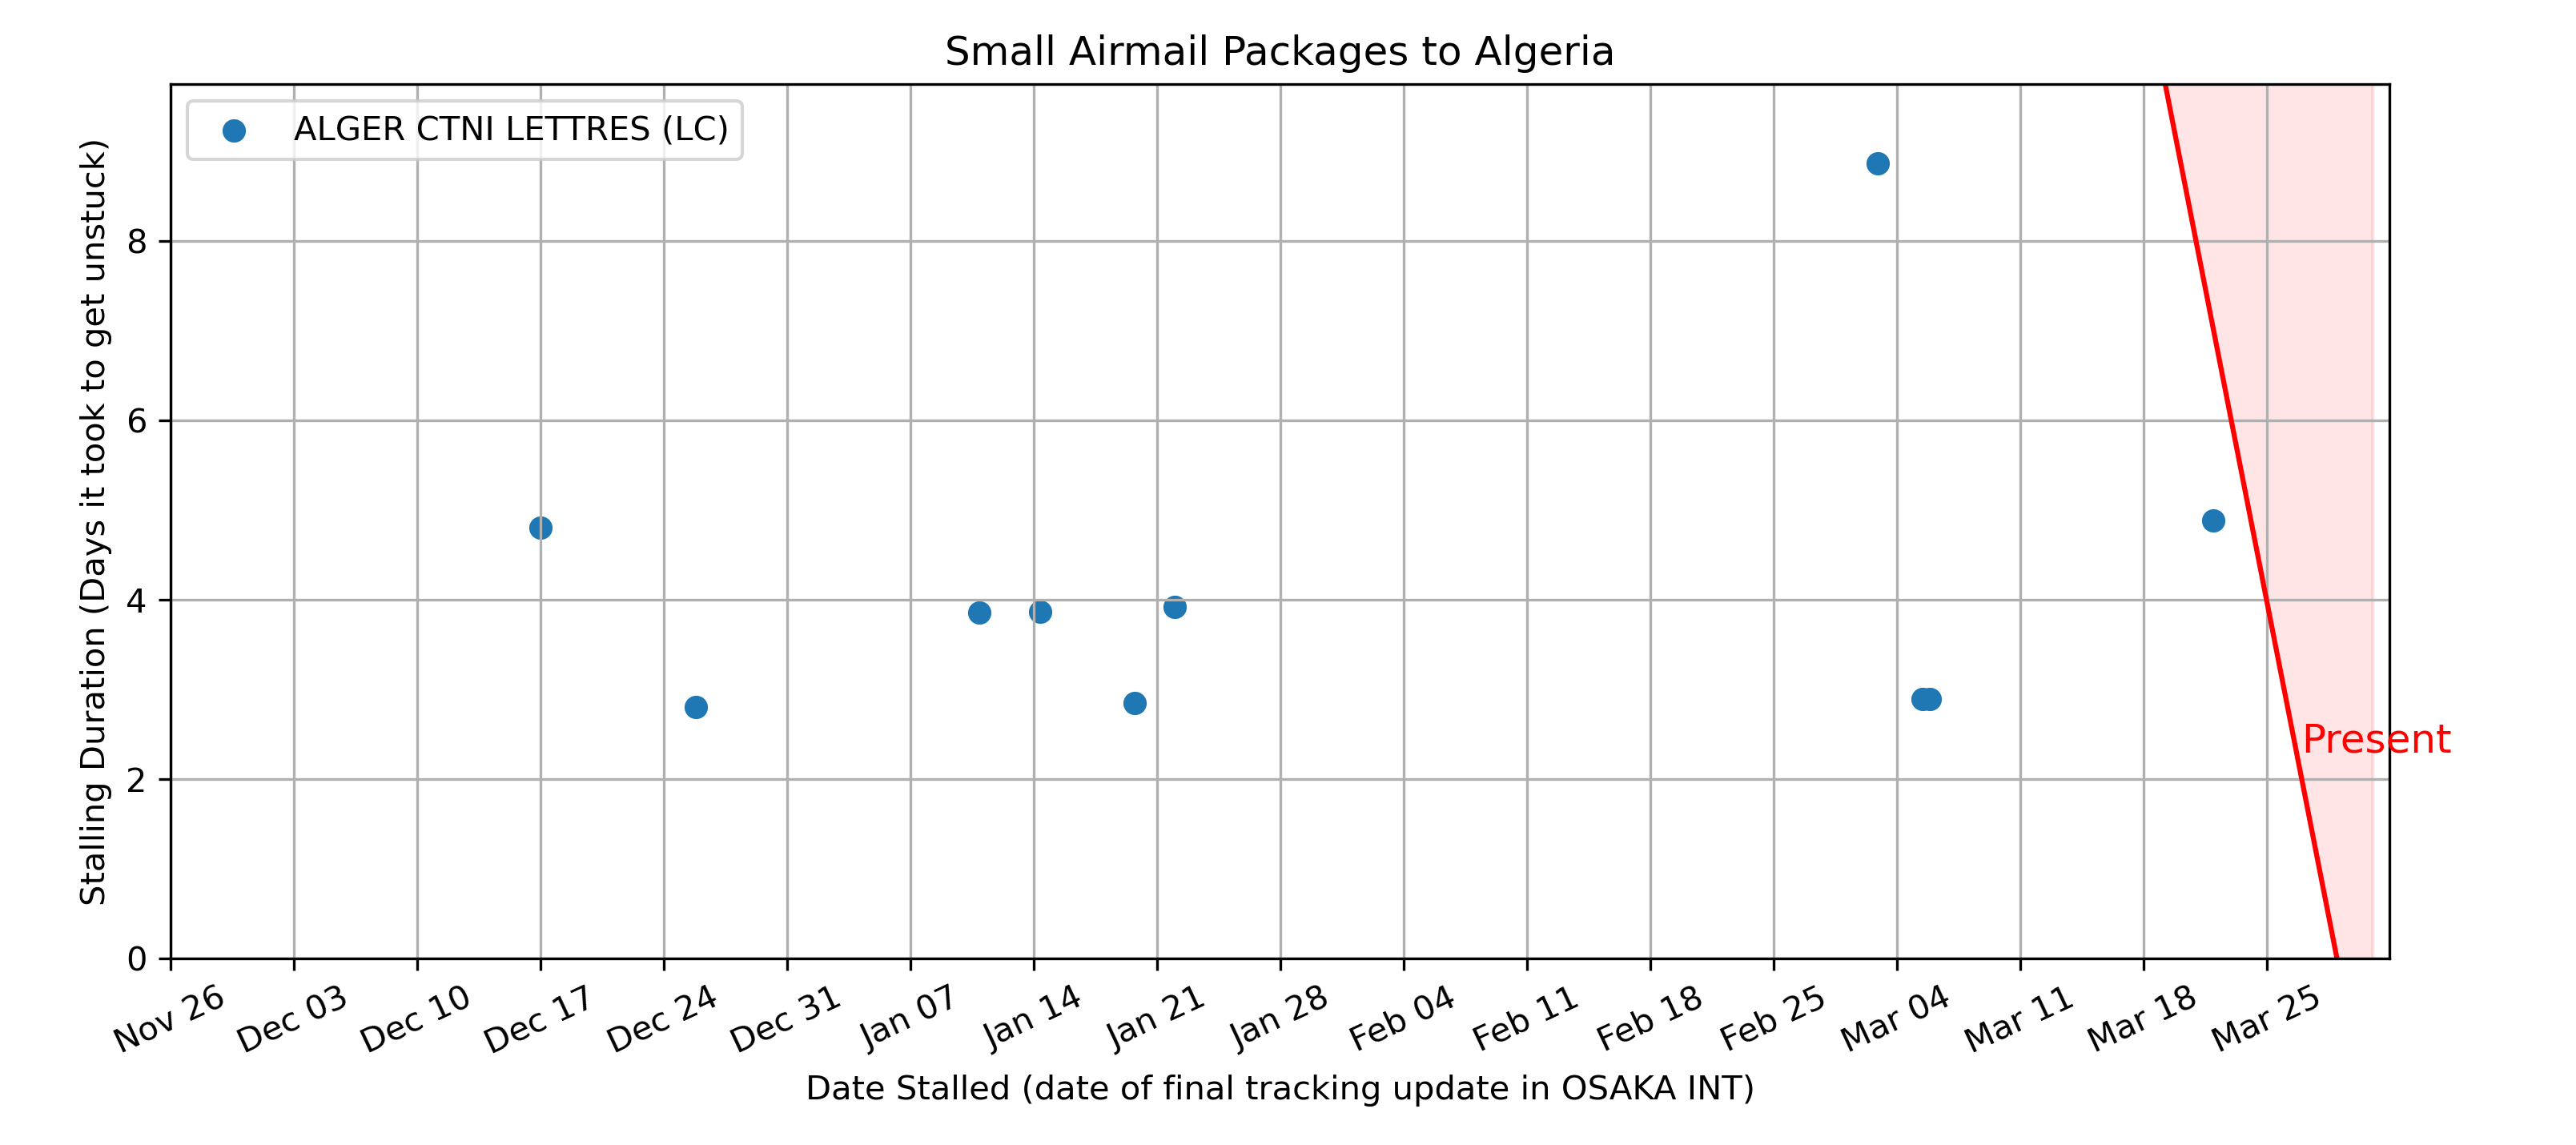 Small Airmail Packages to Algeria
ALGER CTNI LETTRES (LC)
Stalling Duration (Days it took to get unstuck)
8
6
4
2
0
Present
Nov 26
Dec 03
Dec 10
Dec 17
Dec 24
Dec 31
Jan 07
Jan 14
Jan 21
Jan 28
Feb 04
Feb 11
Feb 18
Feb 25
Mar 04
Mar 11
Mar 18
Mar 25
Date Stalled (date of final tracking update in OSAKA INT)